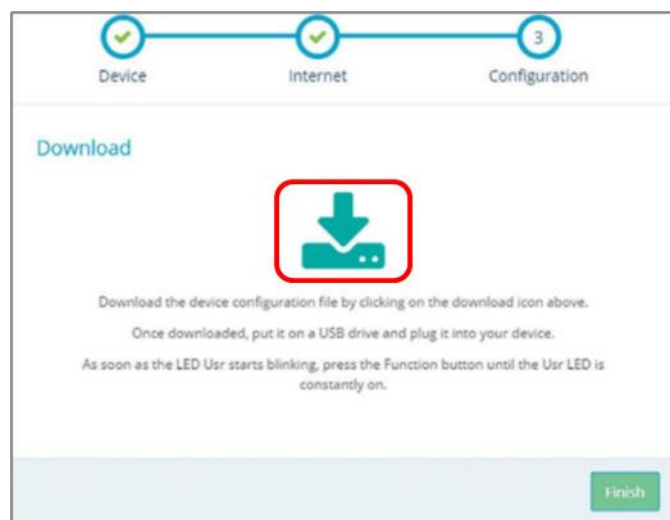 3
Device
Internet
Configuration
Download
Download the device configuration file by clicking on the download icon above.
Once downloaded, put it on a USB drive and plug it into your device.
As soon as the LED Usr starts blinking, press the Function button until the Usr LED is
constantly on.
Finish